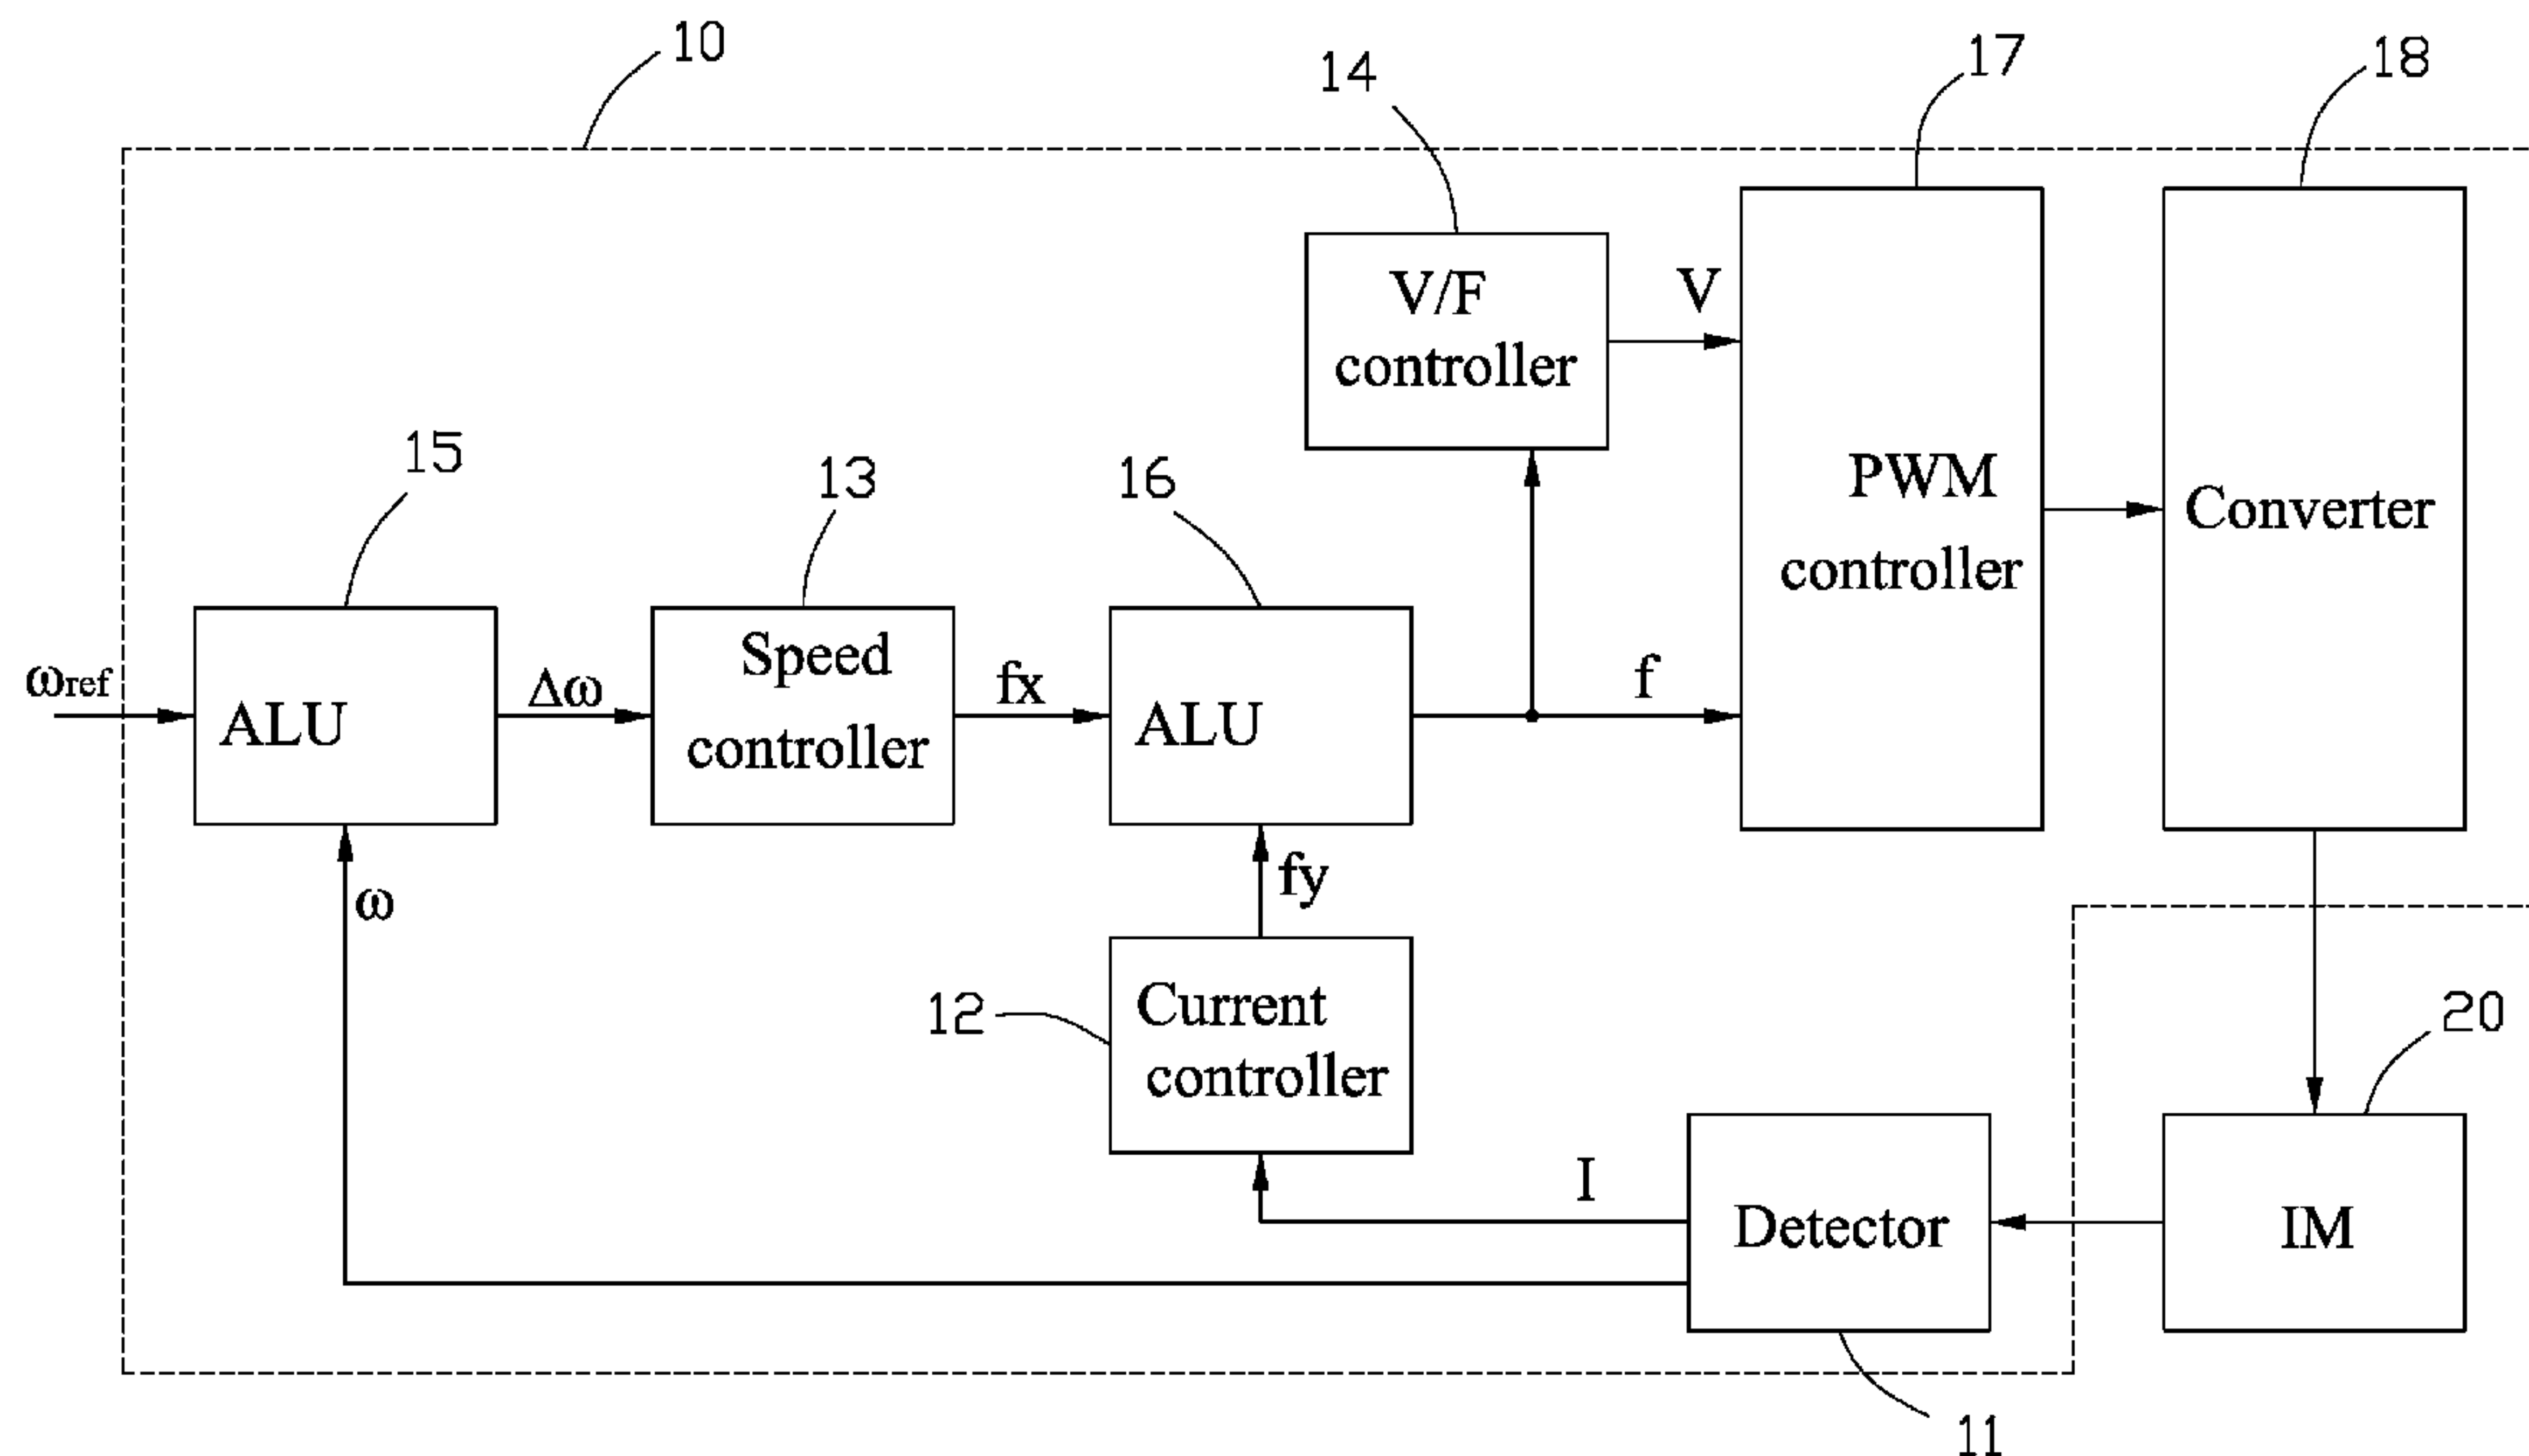 10
14
17
18
V/F
controller
V
PWM
controller
Converter
15
13
16
ωref
ALU
Δω
Speed
controller
fx
ALU
f
ω
fy
12
Current
controller
20
I
Detector
IM
11